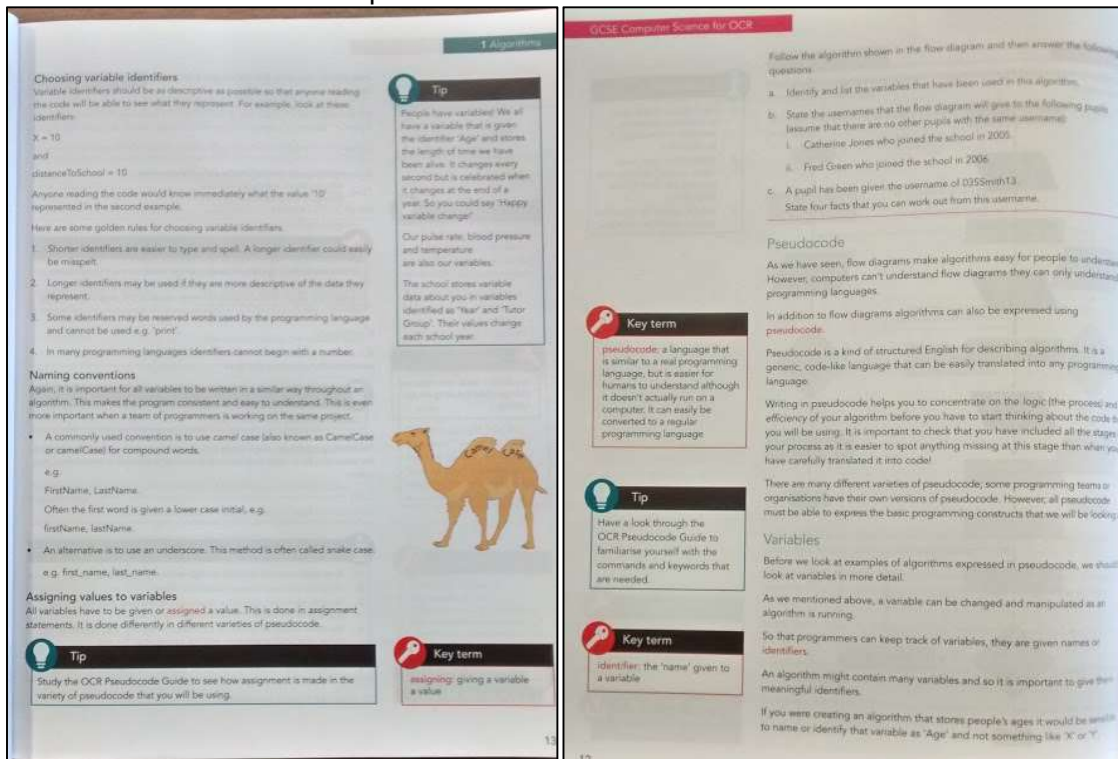 1 Algorithms
Choosing variable identifiers
Variable identifiers should be as descriptive as possible so that anyone reading
the code will be able to see what they represent. For example, look at these
identifiers:
X = 10
and
distanceToSchool = 10
Anyone reading the code would know immediately what the value '10'
represented in the second example.
Here are some golden rules for choosing variable identifiers.
1. Shorter identifiers are easier to type and spell. A longer identifier could easily
be misspelt.
2. Longer identifiers may be used if they are more descriptive of the data they
represent.
3. Some identifiers may be reserved words used by the programming language
and cannot be used e.g. 'print'.
4. In many programming languages identifiers cannot begin with a number.
Naming conventions
Again, it is important for all variables to be written in a similar way throughout an
algorithm. This makes the program consistent and easy to understand. This is even
more important when a team of programmers is working on the same project.
• A commonly used convention is to use camel case (also known as CamelCase
or camelCase) for compound words.
e.g.
FirstName, LastName.
Often the first word is given a lower case initial, e.g.
firstName, lastName.
• An alternative is to use an underscore. This method is often called snake case.
e.g. first_name, last_name.
Assigning values to variables
All variables have to be given or assigned a value. This is done in assignment
statements. It is done differently in different varieties of pseudocode.
Tip
Study the OCR Pseudocode Guide to see how assignment is made in the
variety of pseudocode that you will be using.
Tip
People have variables! We all
have a variable that is given
the identifier 'Age' and stores
the length of time we have
been alive. It changes every
second but is celebrated when
it changes at the end of a
year. So you could say 'Happy
variable change!'
Our pulse rate, blood pressure
and temperature
are also our variables.
The school stores variable
data about you in variables
identified as 'Year' and 'Tutor
Group'. Their values change
each school year.
Camel Case
Key term
assigning: giving a variable
a value
13
GCSE Computer Science for OCR
Follow the algorithm shown in the flow diagram and then answer the following
questions.
a. Identify and list the variables that have been used in this algorithm.
b. State the usernames that the flow diagram will give to the following pupils
(assume that there are no other pupils with the same username):
i. Catherine Jones who joined the school in 2005.
ii. Fred Green who joined the school in 2006.
c. A pupil has been given the username of 03SSmith13.
State four facts that you can work out from this username.
Pseudocode
As we have seen, flow diagrams make algorithms easy for people to understand
However, computers can't understand flow diagrams they can only understand
programming languages.
In addition to flow diagrams algorithms can also be expressed using
pseudocode.
Pseudocode is a kind of structured English for describing algorithms. It is a
generic, code-like language that can be easily translated into any programming
language.
Writing in pseudocode helps you to concentrate on the logic (the process) and
efficiency of your algorithm before you have to start thinking about the code
you will be using. It is important to check that you have included all the stages
your process as it is easier to spot anything missing at this stage than when you
have carefully translated it into code!
There are many different varieties of pseudocode; some programming teams or
organisations have their own versions of pseudocode. However, all pseudocode
must be able to express the basic programming constructs that we will be looking
Variables
Before we look at examples of algorithms expressed in pseudocode, we should
look at variables in more detail.
As we mentioned above, a variable can be changed and manipulated as an
algorithm is running.
So that programmers can keep track of variables, they are given names or
identifiers.
An algorithm might contain many variables and so it is important to give them
meaningful identifiers.
If you were creating an algorithm that stores people's ages it would be
to name or identify that variable as 'Age' and not something like 'X' or 'Y'.
Key term
pseudocode: a language that
is similar to a real programming
language, but is easier for
humans to understand although
it doesn't actually run on a
computer. It can easily be
converted to a regular
programming language
Tip
Have a look through the
OCR Pseudocode Guide to
familiarise yourself with the
commands and keywords that
are needed.
Key term
identifier: the 'name' given to
a variable